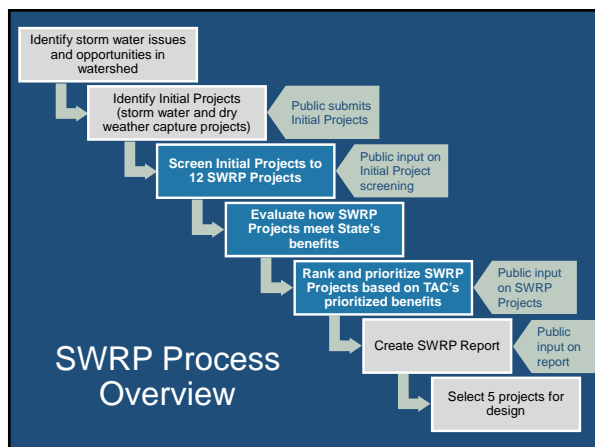 Identify storm water issues
and opportunities in
watershed
Identify Initial Projects
(storm water and dry
weather capture projects)
Public submits
Initial Projects
Screen Initial Projects to
12 SWRP Projects
Public input on
Initial Project
screening
Evaluate how SWRP
Projects meet State's
benefits
Rank and prioritize SWRP
Projects based on TAC's
prioritized benefits
Public input
on SWRP
Projects
Create SWRP Report
Public
input on
report
Select 5 projects for
design
SWRP Process
Overview